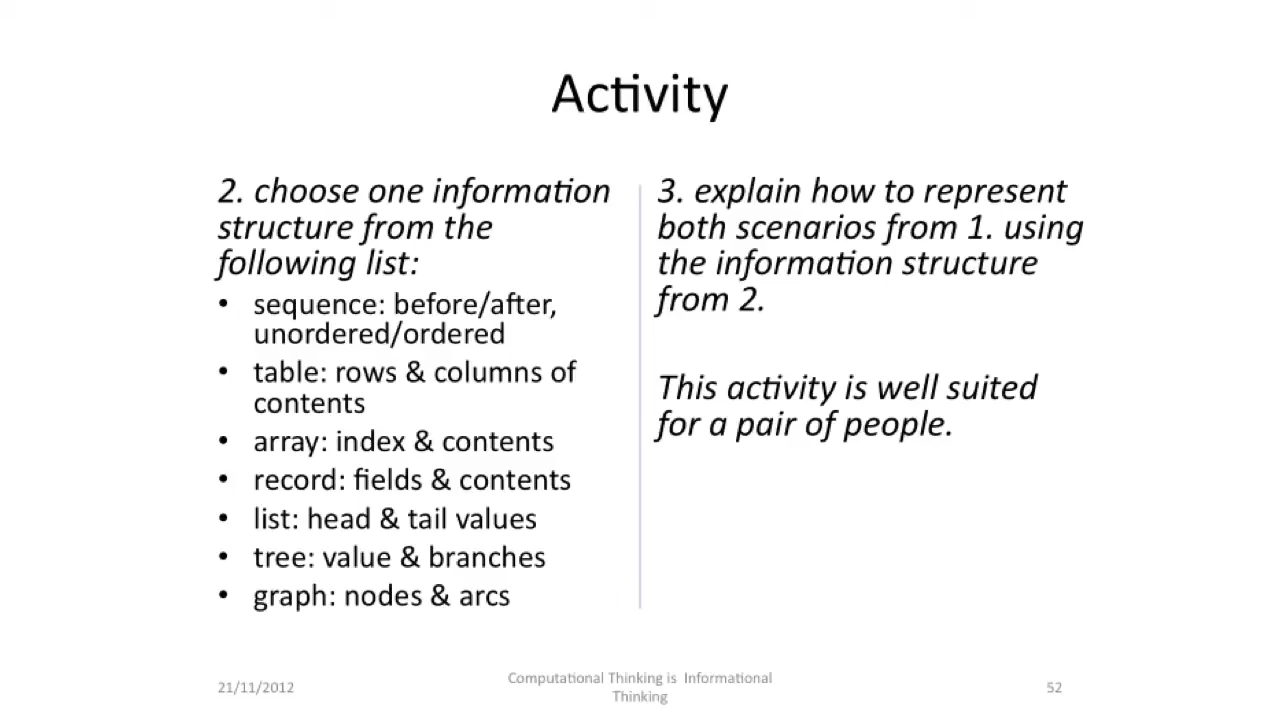 Activity
2. choose one information
structure from the
following list:
• sequence: before/after,
unordered/ordered
• table: rows & columns of
contents
• array: index & contents
• record: fields & contents
• list: head & tail values
• tree: value & branches
• graph: nodes & arcs
3. explain how to represent
both scenarios from 1. using
the information structure
from 2.
This activity is well suited
for a pair of people.
21/11/2012
Computational Thinking is Informational
Thinking
52